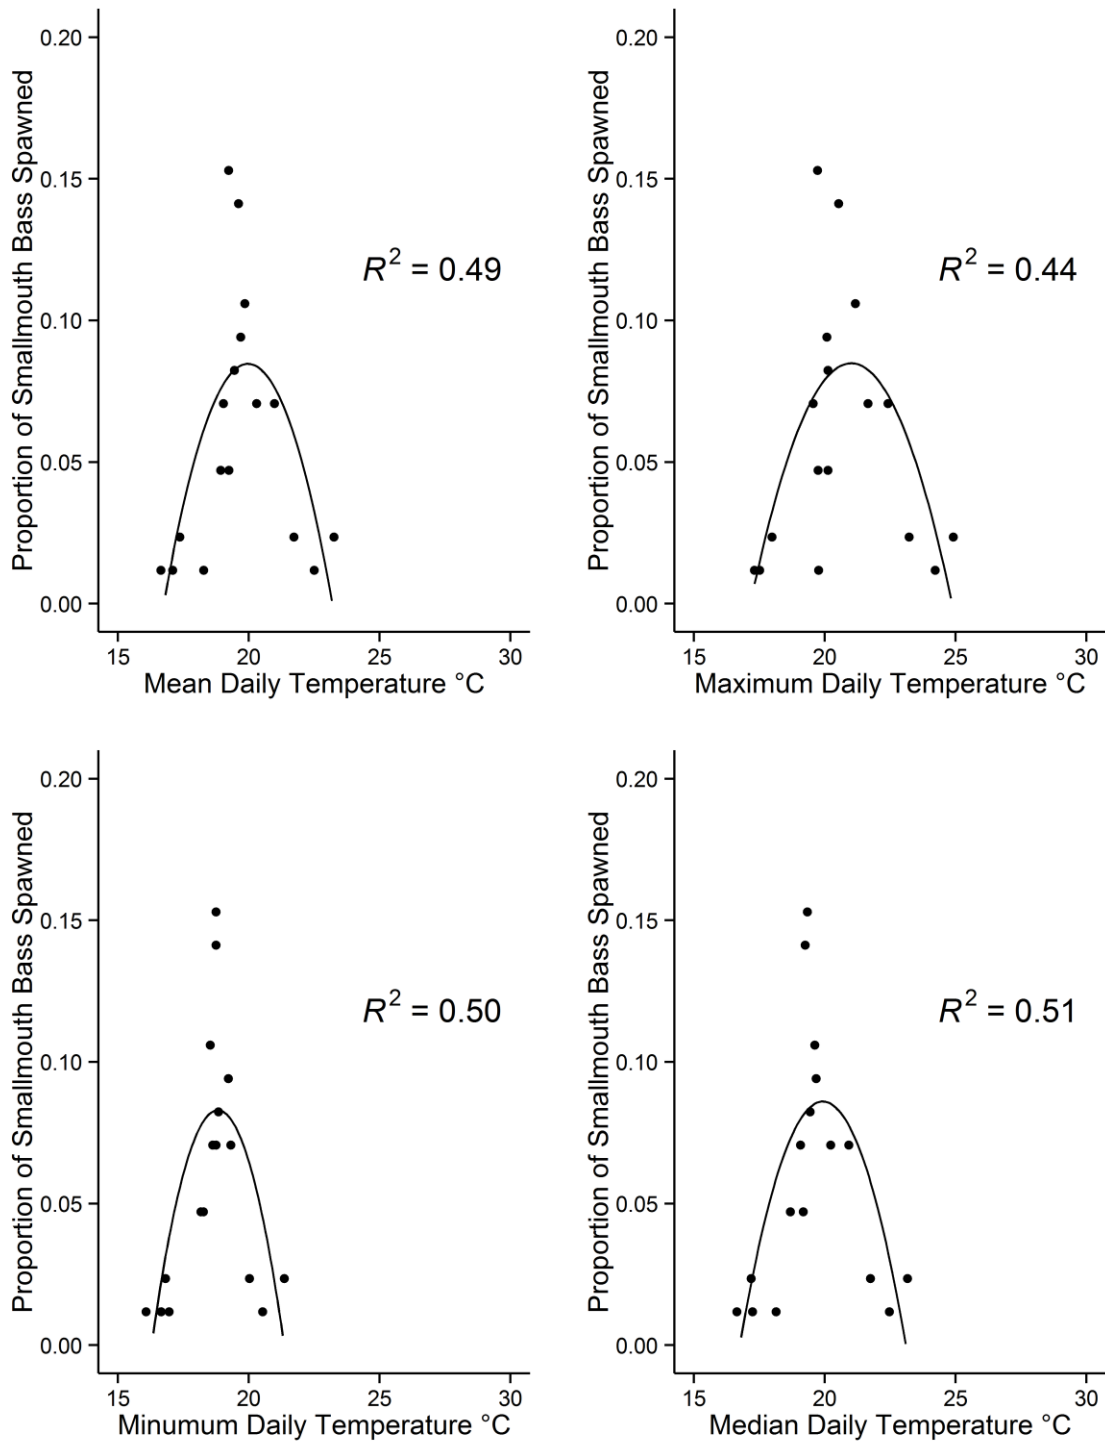 Proportion of Smallmouth Bass Spawned
0.20
0.15
0.10
0.05
0.00
R² = 0.49
15 20 25 30
Mean Daily Temperature °C
Proportion of Smallmouth Bass Spawned
0.20
0.15
0.10
0.05
0.00
R² = 0.44
15 20 25 30
Maximum Daily Temperature °C
Proportion of Smallmouth Bass Spawned
0.20
0.15
0.10
0.05
0.00
R² = 0.50
15 20 25 30
Minumum Daily Temperature °C
Proportion of Smallmouth Bass Spawned
0.20
0.15
0.10
0.05
0.00
R² = 0.51
15 20 25 30
Median Daily Temperature °C